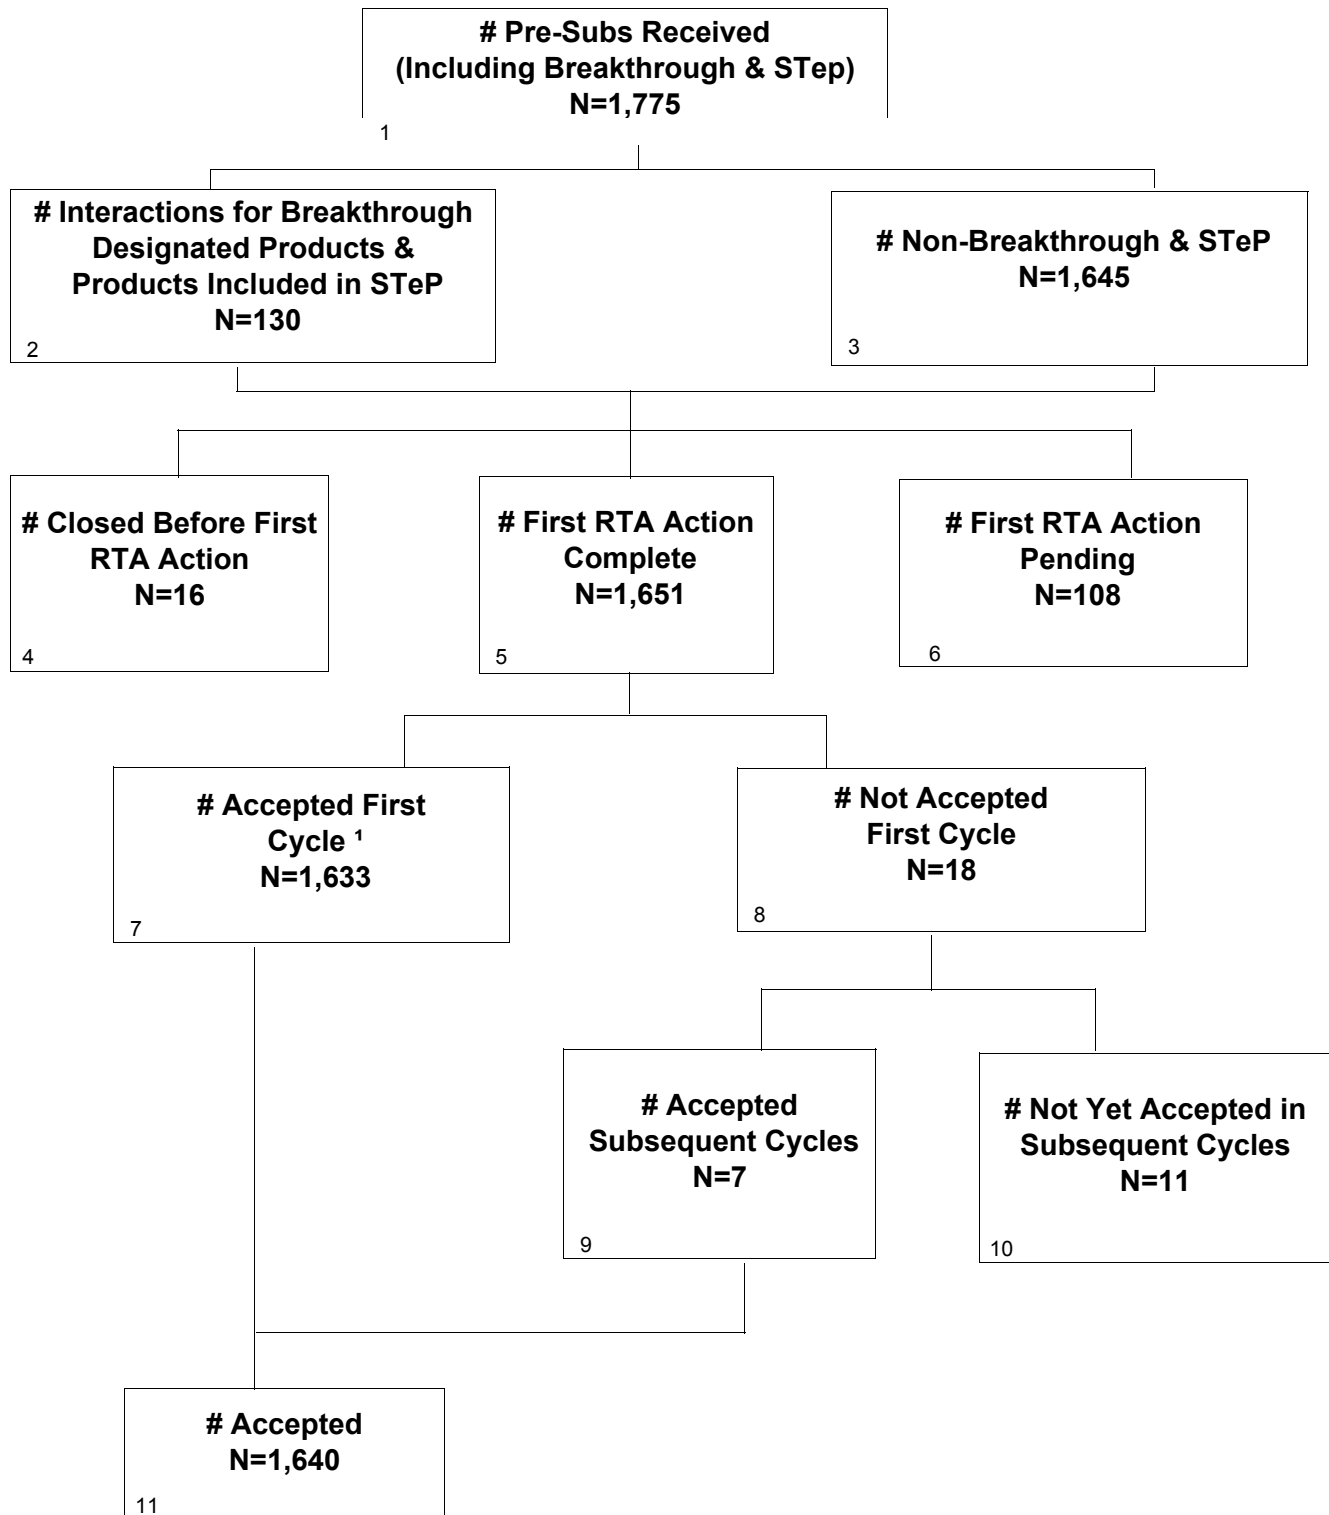 # Pre-Subs Received
(Including Breakthrough & STep)
N=1,775
1
# Interactions for Breakthrough
Designated Products &
Products Included in STeP
N=130
2
# Non-Breakthrough & STeP
N=1,645
3
# Closed Before First
RTA Action
N=16
4
# First RTA Action
Complete
N=1,651
5
# First RTA Action
Pending
N=108
6
# Accepted First
Cycle ¹
N=1,633
7
# Not Accepted
First Cycle
N=18
8
# Accepted
Subsequent Cycles
N=7
9
# Not Yet Accepted in
Subsequent Cycles
N=11
10
# Accepted
N=1,640
11